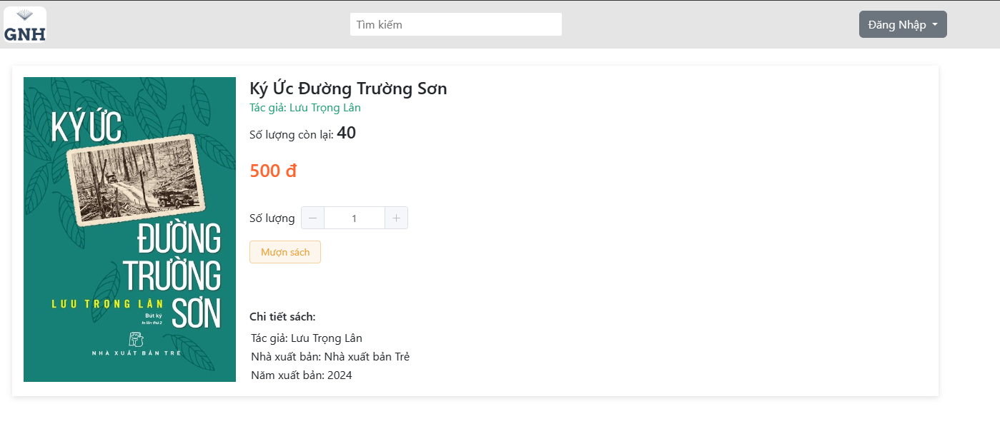 GNH
Tìm kiếm
Đăng Nhập
KÝ ỨC
ĐƯỜNG
TRƯỜNG
SƠN
LƯU TRỌNG LÂN
Bút ký
In lần thứ 2
NHÀ XUẤT BẢN TRẺ
Ký Ức Đường Trường Sơn
Tác giả: Lưu Trọng Lân
Số lượng còn lại: 40
500 đ
Số lượng 1
Mượn sách
Chi tiết sách:
Tác giả: Lưu Trọng Lân
Nhà xuất bản: Nhà xuất bản Trẻ
Năm xuất bản: 2024